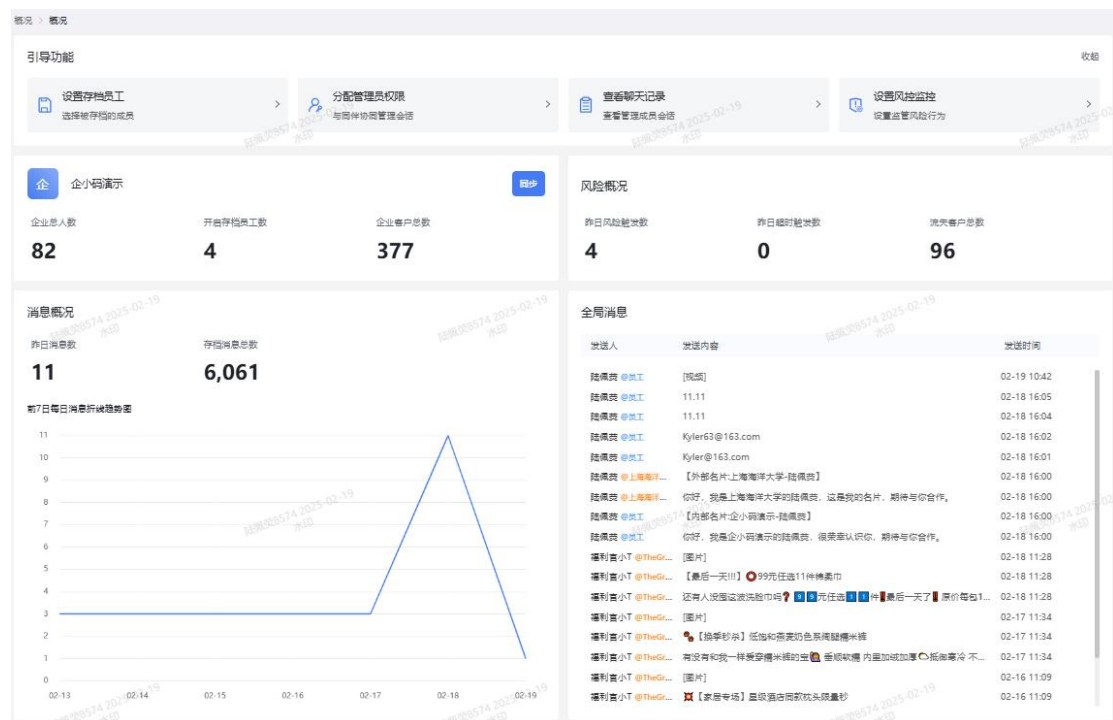 概况 > 概况
引导功能
收起
设置存档员工
选择被存档的成员
分配管理员权限
与同伴协同管理会话
查看聊天记录
查看管理成员会话
设置风控监控
设置监管风险行为
企 企小码演示
同步
企业总人数 开启存档员工数 企业客户总数
82 4 377
风险概况
昨日风险触发数 昨日超时触发数 流失客户总数
4 0 96
消息概况
昨日消息数 存档消息总数
11 6,061
前7日每日消息折线趋势图
11
10
9
8
7
6
5
4
3
2
1
0
02-13 02-14 02-15 02-16 02-17 02-18 02-19
全局消息
发送人 发送内容 发送时间
陆佩茭 @员工 [视频] 02-19 10:42
陆佩茭 @员工 11.11 02-18 16:05
陆佩茭 @员工 11.11 02-18 16:04
陆佩茭 @员工 Kyler63@163.com 02-18 16:02
陆佩茭 @员工 Kyler@163.com 02-18 16:01
陆佩茭 @上海海洋... 【外部名片:上海海洋大学-陆佩茭】 02-18 16:00
陆佩茭 @上海海洋... 你好，我是上海海洋大学的陆佩茭，这是我的名片，期待与你合作。 02-18 16:00
陆佩茭 @员工 【内部名片:企小码演示-陆佩茭】 02-18 16:00
陆佩茭 @员工 你好，我是企小码演示的陆佩茭，很荣幸认识你，期待与你合作。 02-18 16:00
福利官小T @TheGr... [图片] 02-18 11:28
福利官小T @TheGr... 【最后一天!!!】⭕99元任选11件棉柔巾 02-18 11:28
福利官小T @TheGr... 还有人没囤这波洗脸巾吗❓ 9️⃣9️⃣元任选1️⃣1️⃣件‼最后一天了‼ 原价每包1... 02-18 11:28
福利官小T @TheGr... [图片] 02-17 11:34
福利官小T @TheGr... 【换季秒杀】低饱和燕麦奶色系阔腿糯米裤 02-17 11:34
福利官小T @TheGr... 有没有和我一样爱穿糯米裤的宝🙋 垂顺软糯 内里加绒加厚 抵御寒冷 不... 02-17 11:34
福利官小T @TheGr... [图片] 02-16 11:09
福利官小T @TheGr... 💥【家居专场】星级酒店同款枕头限量秒 02-16 11:09